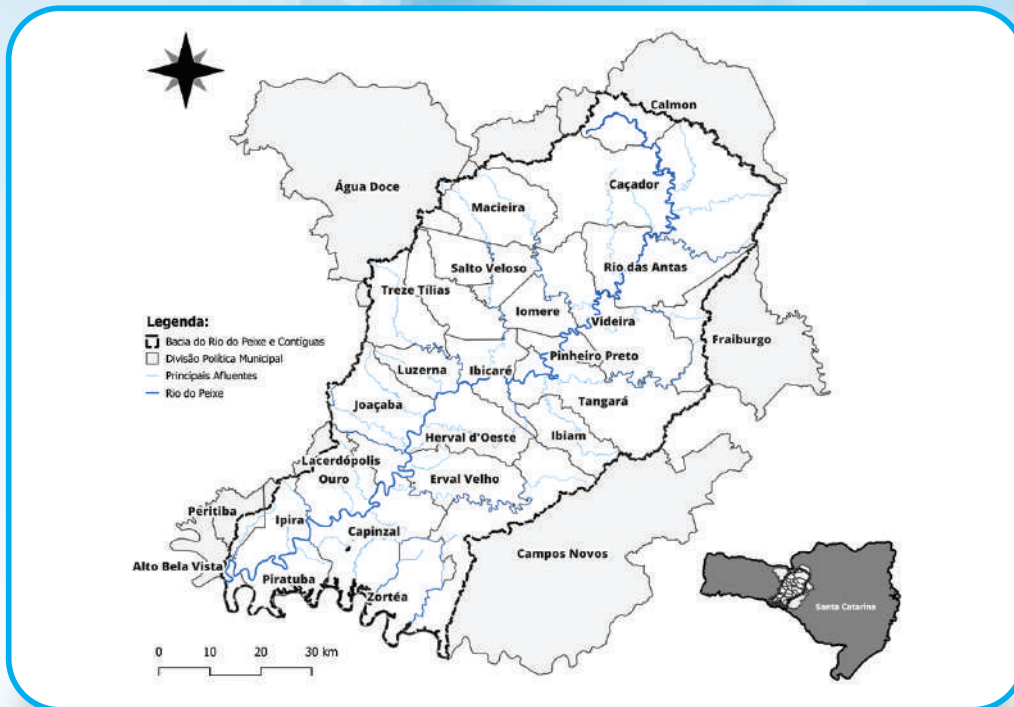 Calmon
Água Doce
Caçador
Macieira
Salto Veloso
Rio das Antas
Treze Tílias
Iomere
Videira
Legenda:
Bacia do Rio do Peixe e Contíguas
Divisão Política Municipal
Principais Afluentes
Rio do Peixe
Fraiburgo
Pinheiro Preto
Luzerna
Ibicaré
Tangará
Joaçaba
Herval d'Oeste
Ibiam
Lacerdópolis
Ouro
Erval Velho
Peritiba
Ipira
Capinzal
Campos Novos
Alto Bela Vista
Piratuba
Zortéa
Santa Catarina
0 10 20 30 km